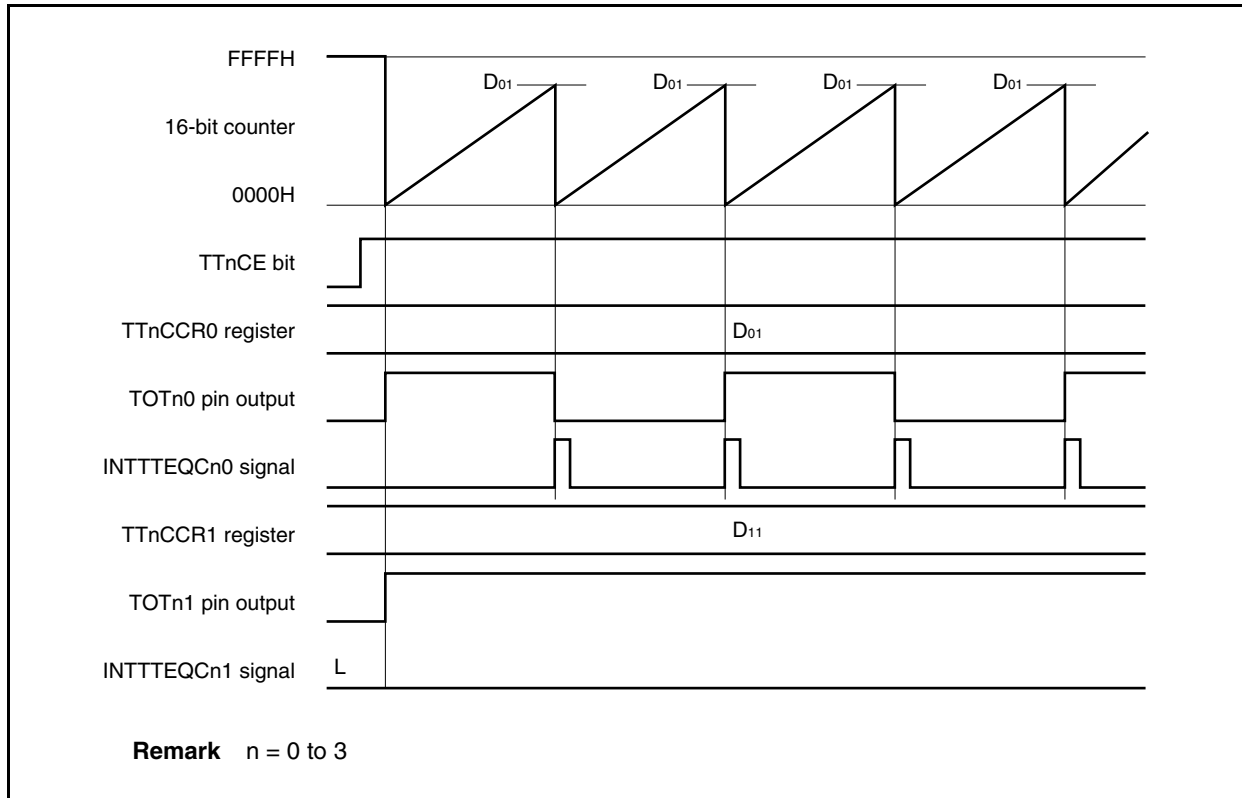 FFFFH
D01 D01 D01 D01
16-bit counter
0000H
TTnCE bit
TTnCCR0 register D01
TOTn0 pin output
INTTTEQCn0 signal
TTnCCR1 register D11
TOTn1 pin output
INTTTEQCn1 signal L
Remark n = 0 to 3